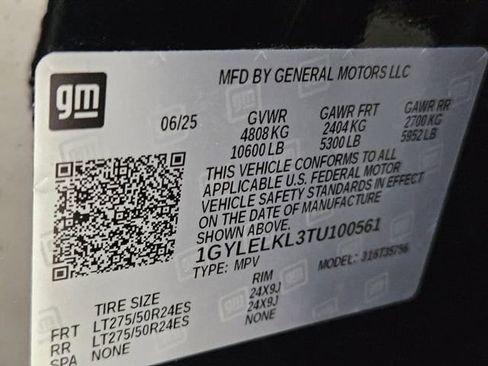 MFD BY GENERAL MOTORS LLC
gm
06/25 GVWR GAWR FRT GAWR RR
4808 KG 2404 KG 2700 KG
10600 LB 5300 LB 5952 LB
THIS VEHICLE CONFORMS TO ALL
APPLICABLE U.S. FEDERAL MOTOR
VEHICLE SAFETY STANDARDS IN EFFECT
ON THE DATE OF MANUFACTURE
SHOWN ABOVE.
1GYLELKL3TU100561
TYPE: MPV MODEL: 316T35756
TIRE SIZE RIM
FRT LT275/50R24ES 24X9J
RR LT275/50R24ES 24X9J
SPA NONE NONE